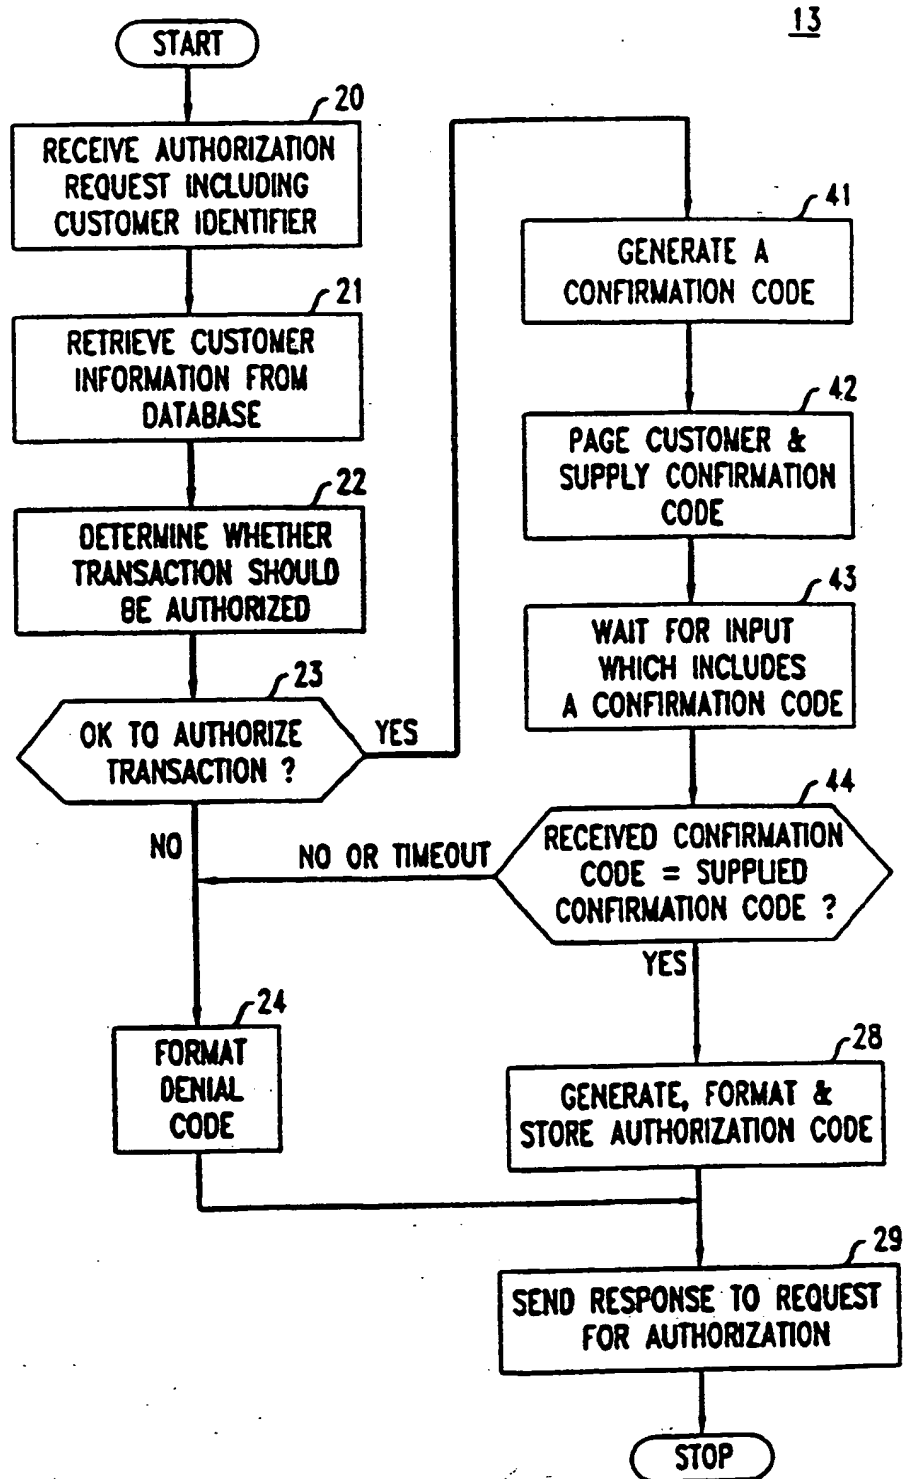 13
START
20
RECEIVE AUTHORIZATION
REQUEST INCLUDING
CUSTOMER IDENTIFIER
21
RETRIEVE CUSTOMER
INFORMATION FROM
DATABASE
22
DETERMINE WHETHER
TRANSACTION SHOULD
BE AUTHORIZED
23
OK TO AUTHORIZE
TRANSACTION ?
YES
NO
24
FORMAT
DENIAL
CODE
41
GENERATE A
CONFIRMATION CODE
42
PAGE CUSTOMER &
SUPPLY CONFIRMATION
CODE
43
WAIT FOR INPUT
WHICH INCLUDES
A CONFIRMATION CODE
44
RECEIVED CONFIRMATION
CODE = SUPPLIED
CONFIRMATION CODE ?
NO OR TIMEOUT
YES
28
GENERATE, FORMAT &
STORE AUTHORIZATION CODE
29
SEND RESPONSE TO REQUEST
FOR AUTHORIZATION
STOP